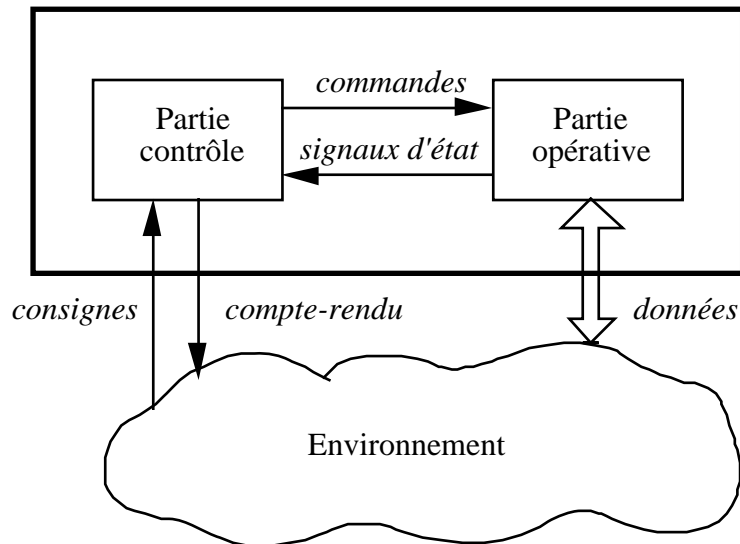 commandes
Partie
contrôle
Partie
opérative
signaux d'état
consignes
compte-rendu
données
Environnement